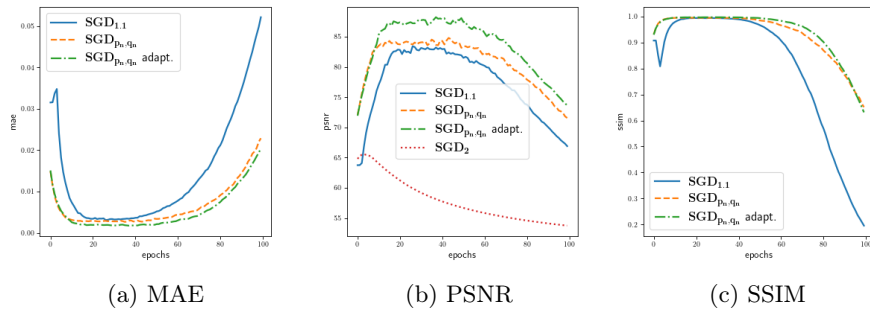 0.05
0.04
0.03
0.02
0.01
0.00
mae
0
20
40
60
80
100
epochs
SGD1.1
SGDpn,qn
SGDpn,qn adapt.
(a) MAE
85
80
75
70
65
60
55
psnr
0
20
40
60
80
100
epochs
SGD1.1
SGDpn,qn
SGDpn,qn adapt.
SGD2
(b) PSNR
1.0
0.9
0.8
0.7
0.6
0.5
0.4
0.3
0.2
ssim
0
20
40
60
80
100
epochs
SGD1.1
SGDpn,qn
SGDpn,qn adapt.
(c) SSIM